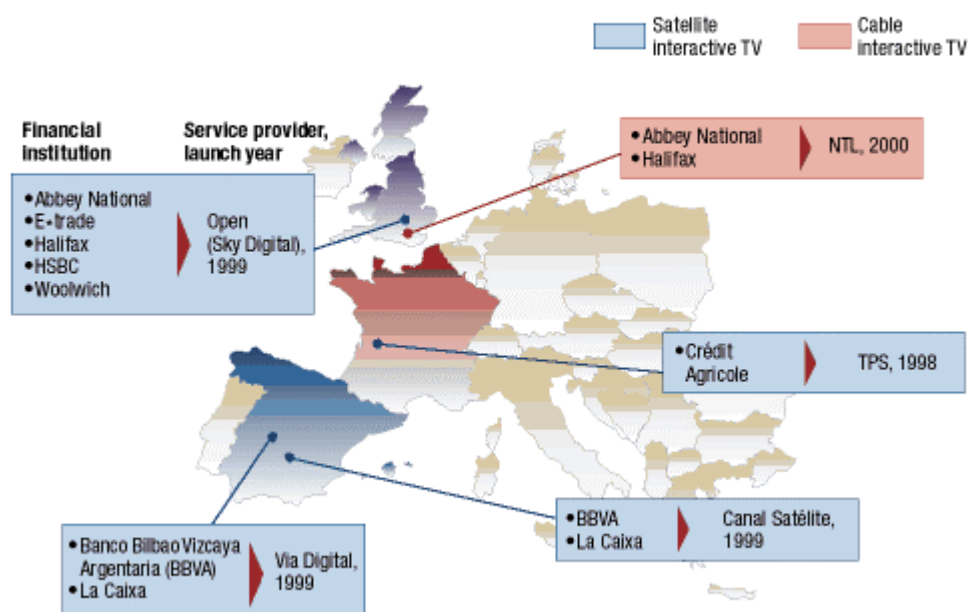 Satellite
interactive TV
Cable
interactive TV
Financial
institution
Service provider,
launch year
•Abbey National
•E•trade
•Halifax
•HSBC
•Woolwich
Open
(Sky Digital),
1999
•Abbey National
•Halifax
NTL, 2000
•Crédit
Agricole
TPS, 1998
•BBVA
•La Caixa
Canal Satélite,
1999
•Banco Bilbao Vizcaya
Argentaria (BBVA)
•La Caixa
Via Digital,
1999